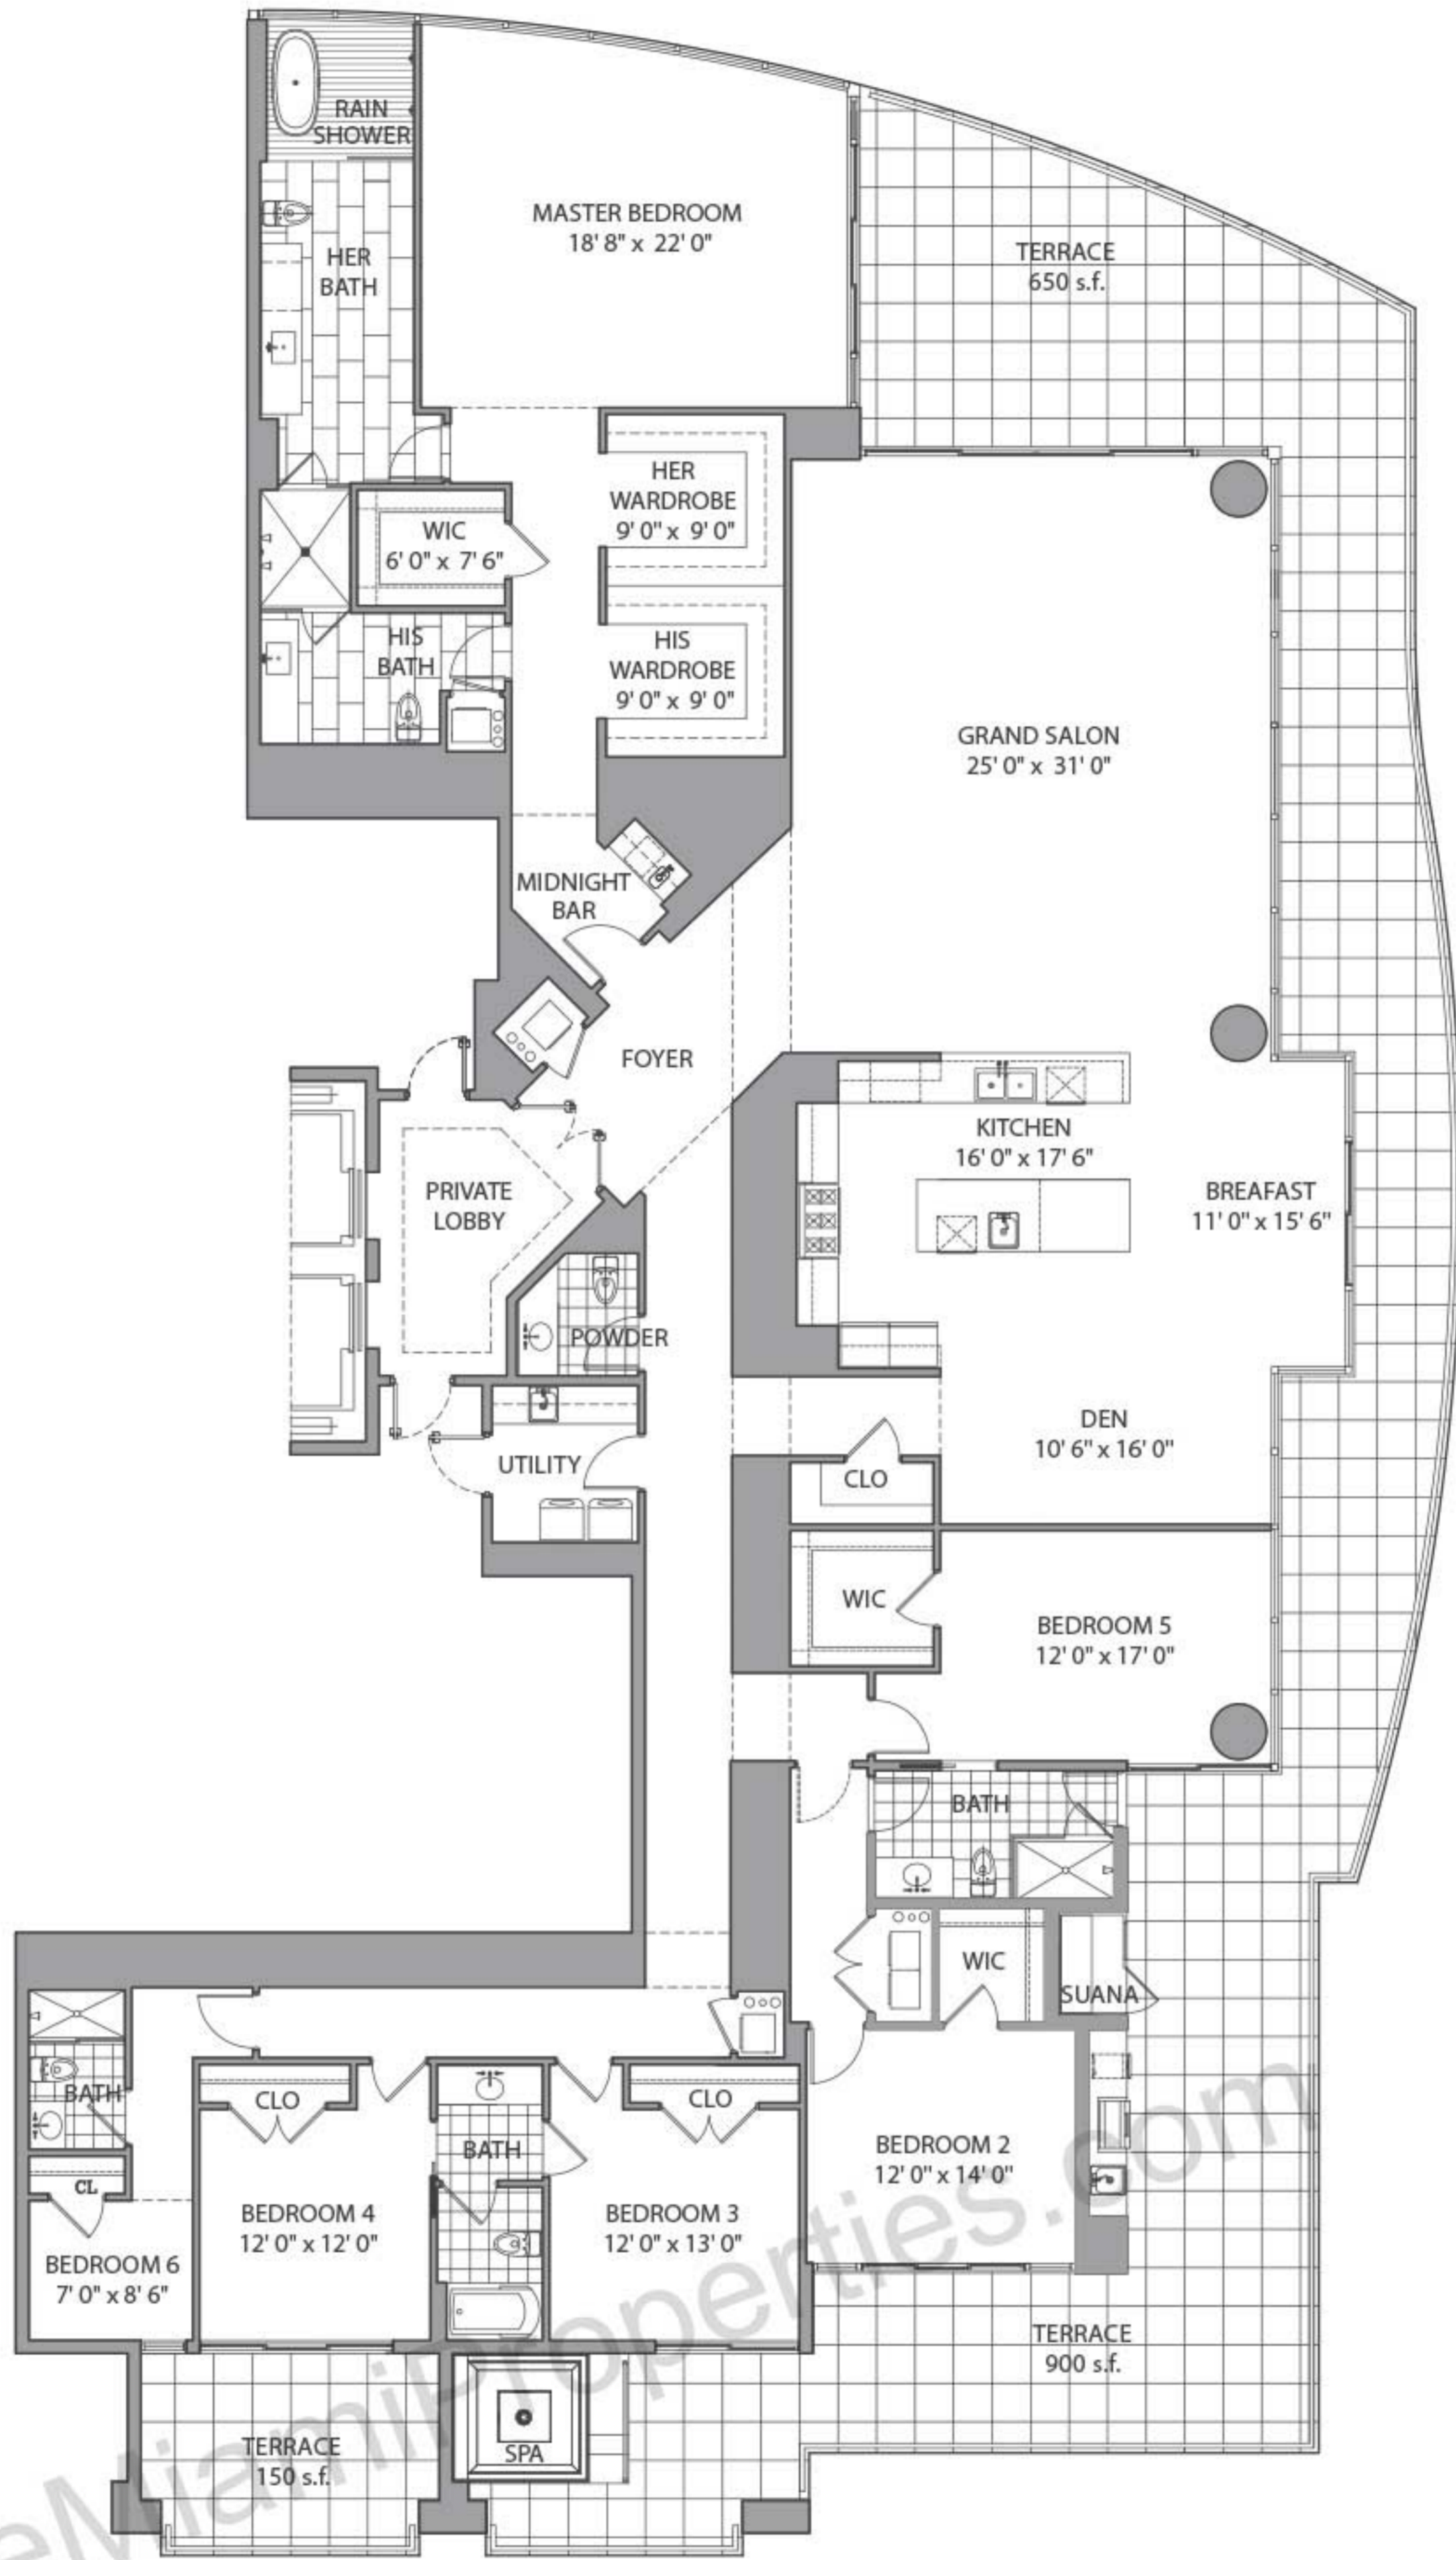 RAIN
SHOWER
MASTER BEDROOM
18' 8" x 22' 0"
TERRACE
650 s.f.
HER
BATH
HER
WARDROBE
9' 0" x 9' 0"
WIC
6' 0" x 7' 6"
HIS
BATH
HIS
WARDROBE
9' 0" x 9' 0"
GRAND SALON
25' 0" x 31' 0"
MIDNIGHT
BAR
FOYER
KITCHEN
16' 0" x 17' 6"
PRIVATE
LOBBY
BREAFAST
11' 0" x 15' 6"
POWDER
DEN
10' 6" x 16' 0"
UTILITY
CLO
WIC
BEDROOM 5
12' 0" x 17' 0"
BATH
WIC
SUANA
BATH
CLO
CLO
BATH
BEDROOM 2
12' 0" x 14' 0"
CL
BEDROOM 4
12' 0" x 12' 0"
BEDROOM 3
12' 0" x 13' 0"
BEDROOM 6
7' 0" x 8' 6"
TERRACE
900 s.f.
TERRACE
150 s.f.
SPA
eMiamiProperties.com